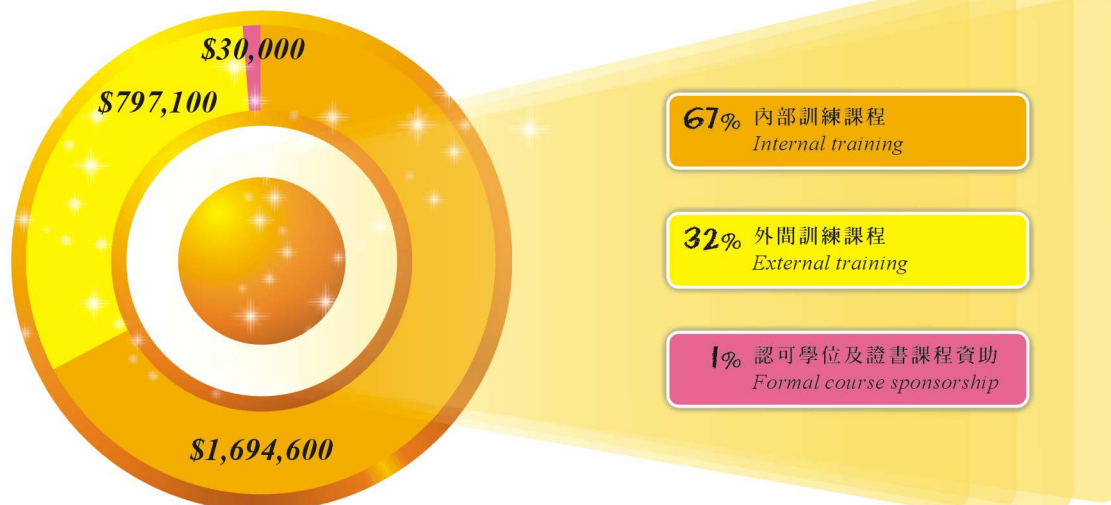 $30,000
$797,100
$1,694,600
67% 內部訓練課程
Internal training
32% 外間訓練課程
External training
1% 認可學位及證書課程資助
Formal course sponsorship